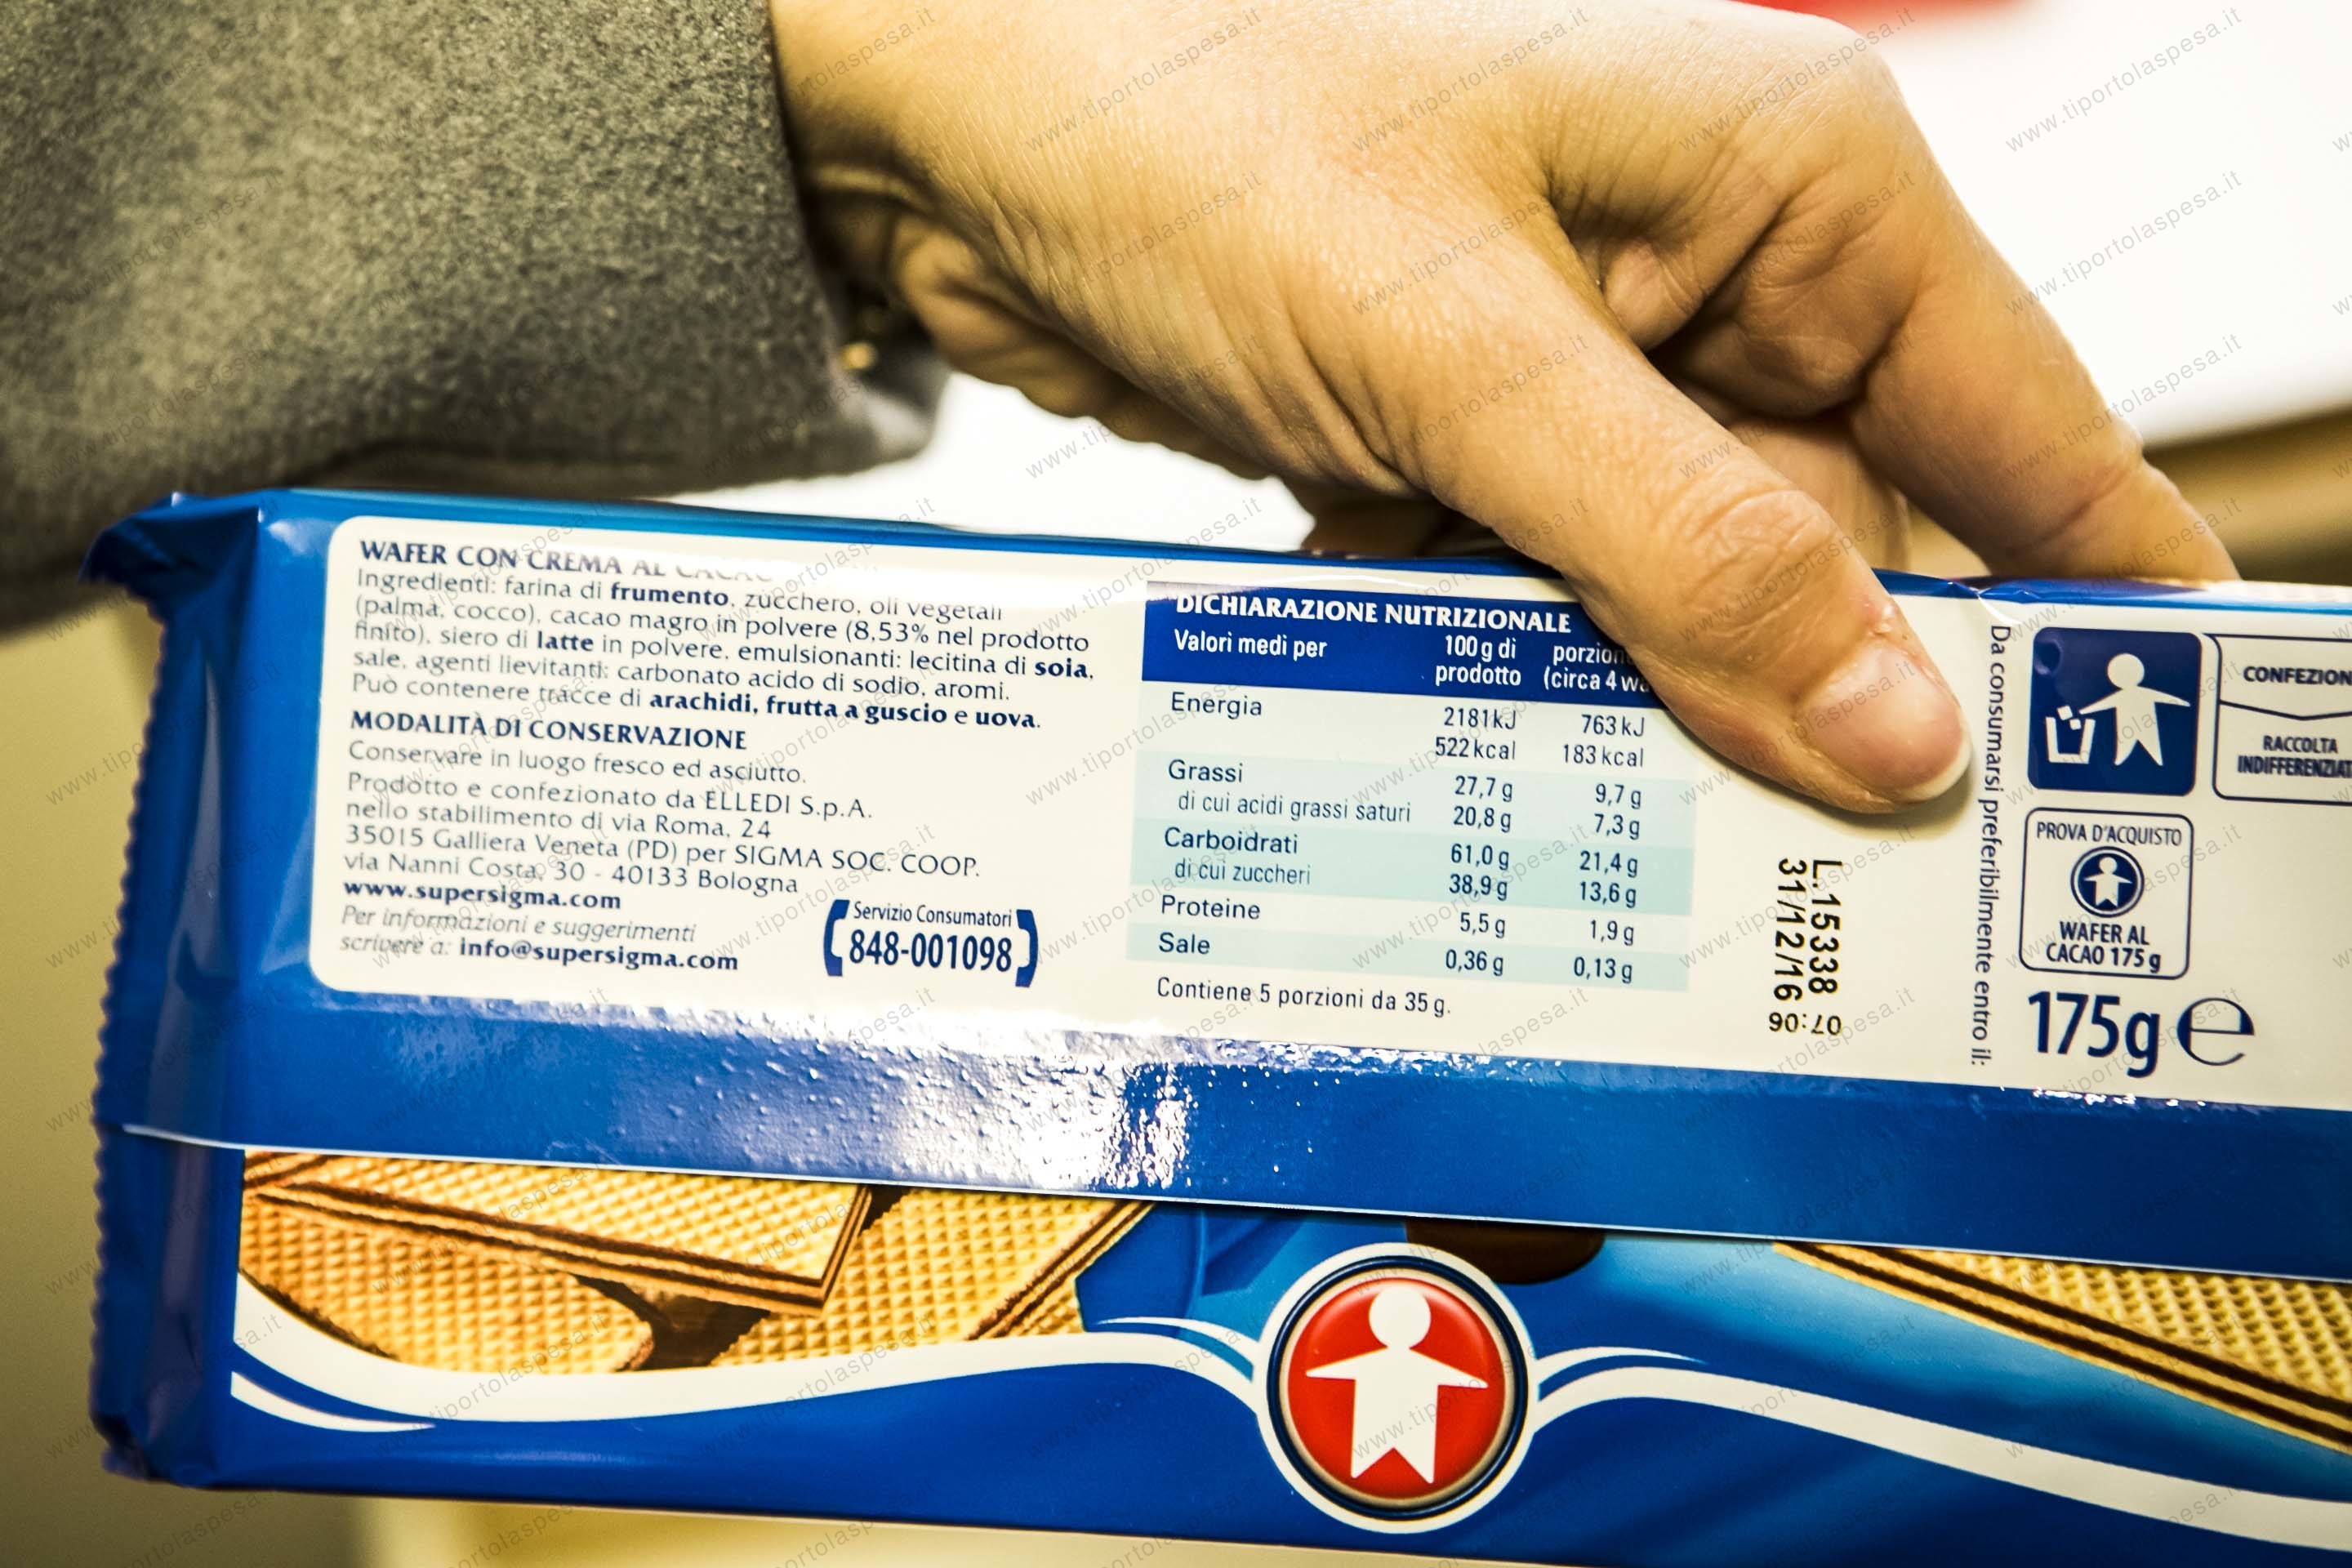 WAFER CON CREMA AL
Ingredienti: farina di frumento, zucchero, oli vegetali
(palma, cocco), cacao magro in polvere (8,53% nel prodotto
finito), siero di latte in polvere, emulsionanti: lecitina di soia,
sale, agenti lievitanti: carbonato acido di sodio, aromi.
Può contenere tracce di arachidi, frutta a guscio e uova.
MODALITÀ DI CONSERVAZIONE
Conservare in luogo fresco ed asciutto.
Prodotto e confezionato da ELLEDI S.p.A.
nello stabilimento di via Roma, 24
35015 Galliera Veneta (PD) per SIGMA SOC. COOP.
via Nanni Costa, 30 - 40133 Bologna
www.supersigma.com
Per informazioni e suggerimenti
scrivere a: info@supersigma.com
Servizio Consumatori
848-001098
DICHIARAZIONE NUTRIZIONALE
Valori medi per 100 g di
prodotto (circa 4
Energia 2181 kJ 763 kJ
522 kcal 183 kcal
Grassi 27,7 g 9,7 g
di cui acidi grassi saturi 20,8 g 7,3 g
Carboidrati 61,0 g 21,4 g
di cui zuccheri 38,9 g 13,6 g
Proteine 5,5 g 1,9 g
Sale 0,36 g 0,13 g
Contiene 5 porzioni da 35 g.
L.15338 07:06
31/12/16
Da consumarsi preferibilmente entro il:
RACCOLTA
PROVA D'ACQUISTO
WAFER AL
CACAO 175 g
175g e
www.tiportolaspesa.it